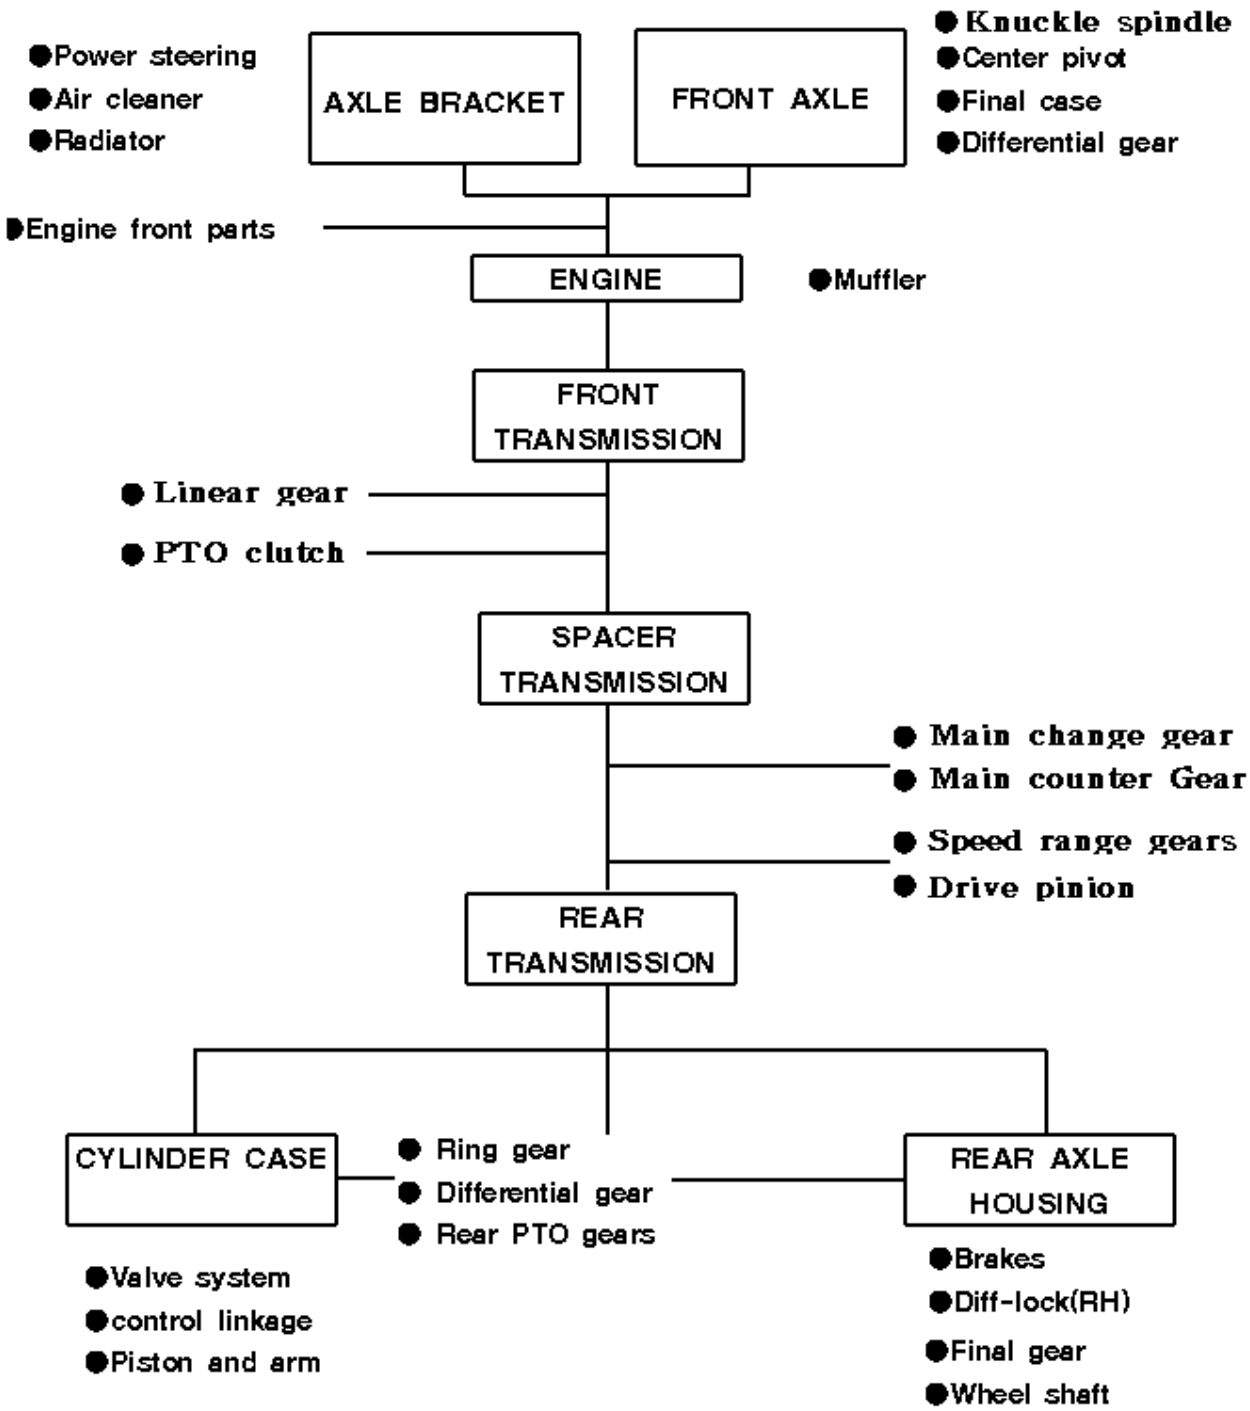 ●Power steering
●Air cleaner
●Radiator
AXLE BRACKET
FRONT AXLE
● Knuckle spindle
●Center pivot
●Final case
●Differential gear
●Engine front parts
ENGINE
●Muffler
FRONT
TRANSMISSION
● Linear gear
● PTO clutch
SPACER
TRANSMISSION
● Main change gear
● Main counter Gear
● Speed range gears
● Drive pinion
REAR
TRANSMISSION
CYLINDER CASE
● Ring gear
● Differential gear
● Rear PTO gears
REAR AXLE
HOUSING
●Valve system
●control linkage
●Piston and arm
●Brakes
●Diff-lock(RH)
●Final gear
●Wheel shaft